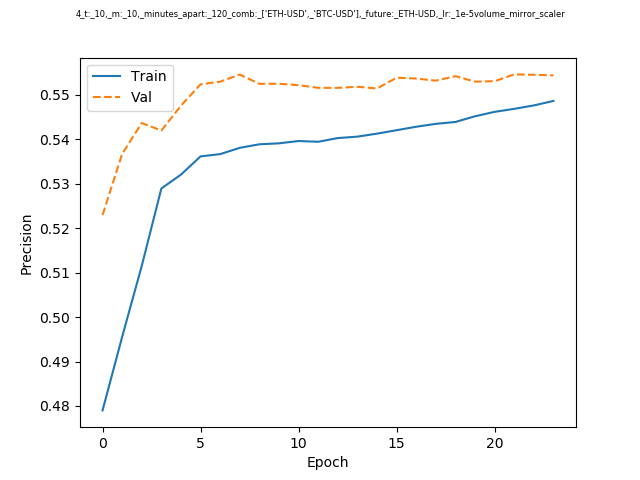 4_t:_10,_m:_10,_minutes_apart:_120_comb:_['ETH-USD',_'BTC-USD'],_future:_ETH-USD,_lr:_1e-5volume_mirror_scaler
Train
Val
0.55
0.54
0.53
0.52
0.51
0.50
0.49
0.48
Precision
0 5 10 15 20
Epoch